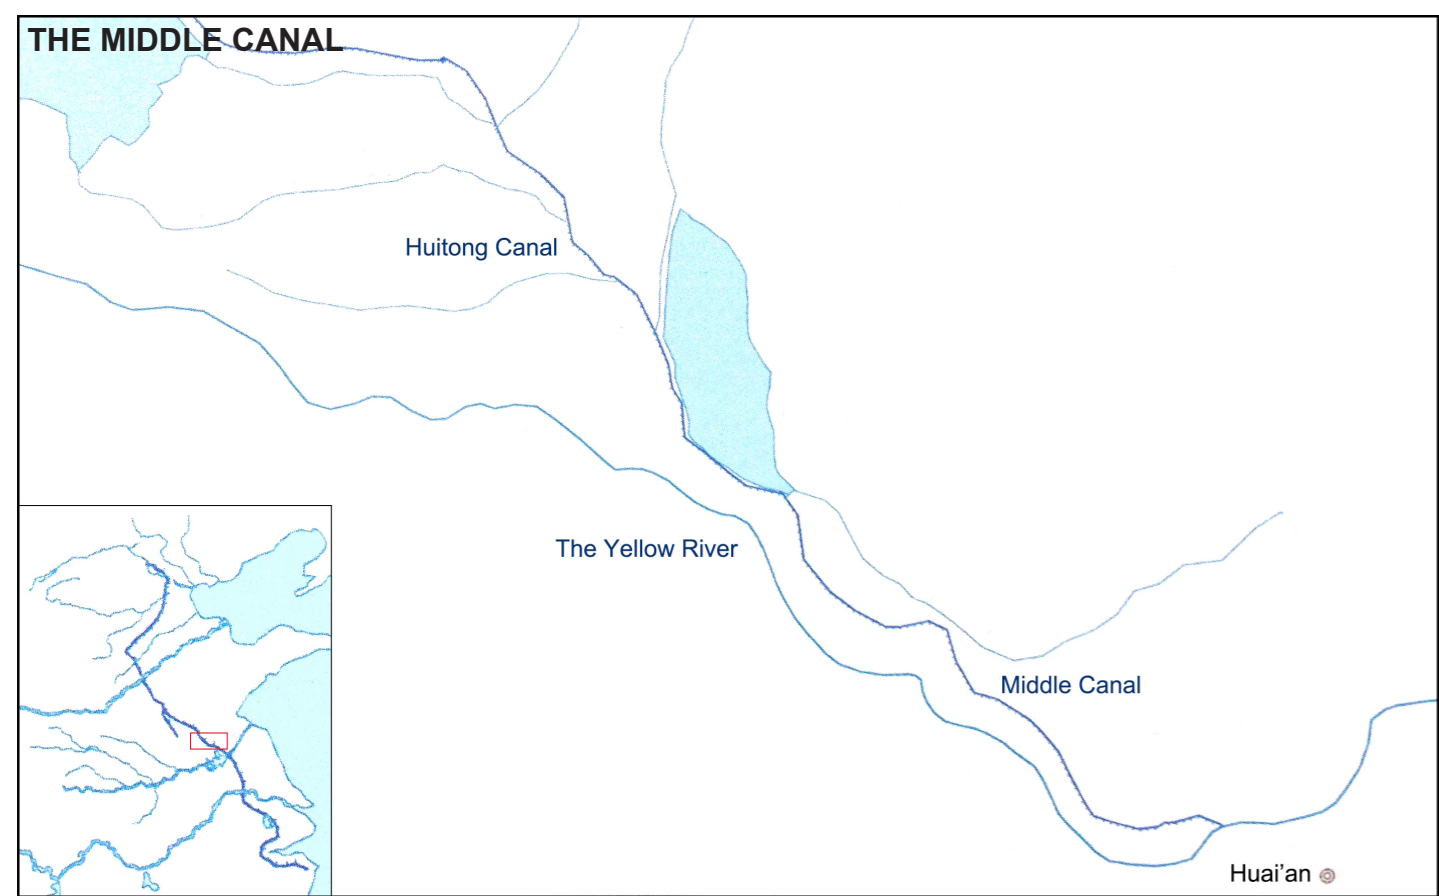 THE MIDDLE CANAL
Huitong Canal
The Yellow River
Middle Canal
Huai’an